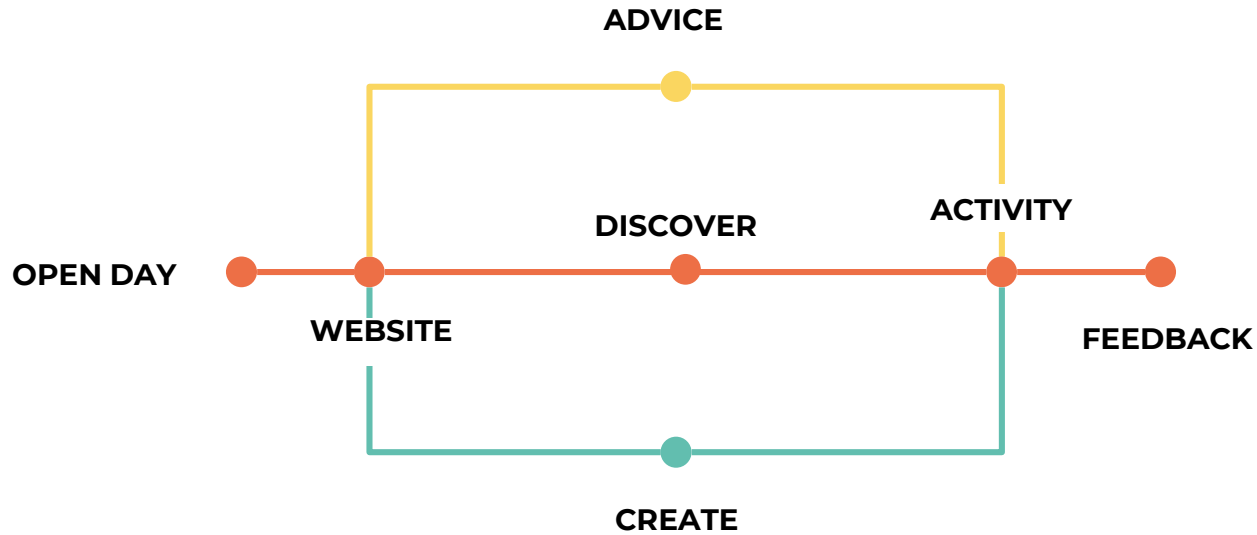 ADVICE
ACTIVITY
DISCOVER
OPEN DAY
WEBSITE
FEEDBACK
CREATE